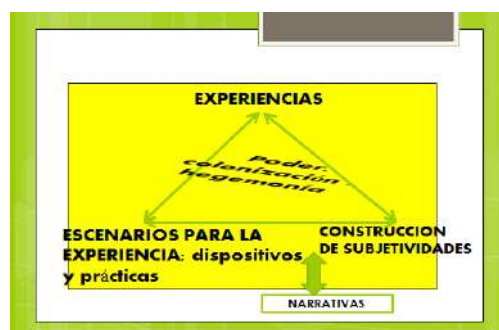 EXPERIENCIAS
Poder,
colonización
hegemonía
ESCENARIOS PARA LA
EXPERIENCIA: dispositivos
y prácticas
CONSTRUCCION
DE SUBJETIVIDADES
NARRATIVAS